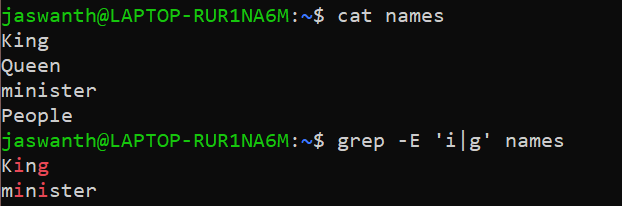 jaswanth@LAPTOP-RUR1NA6M:~$ cat names
King
Queen
minister
People
jaswanth@LAPTOP-RUR1NA6M:~$ grep -E 'i|g' names
King
minister